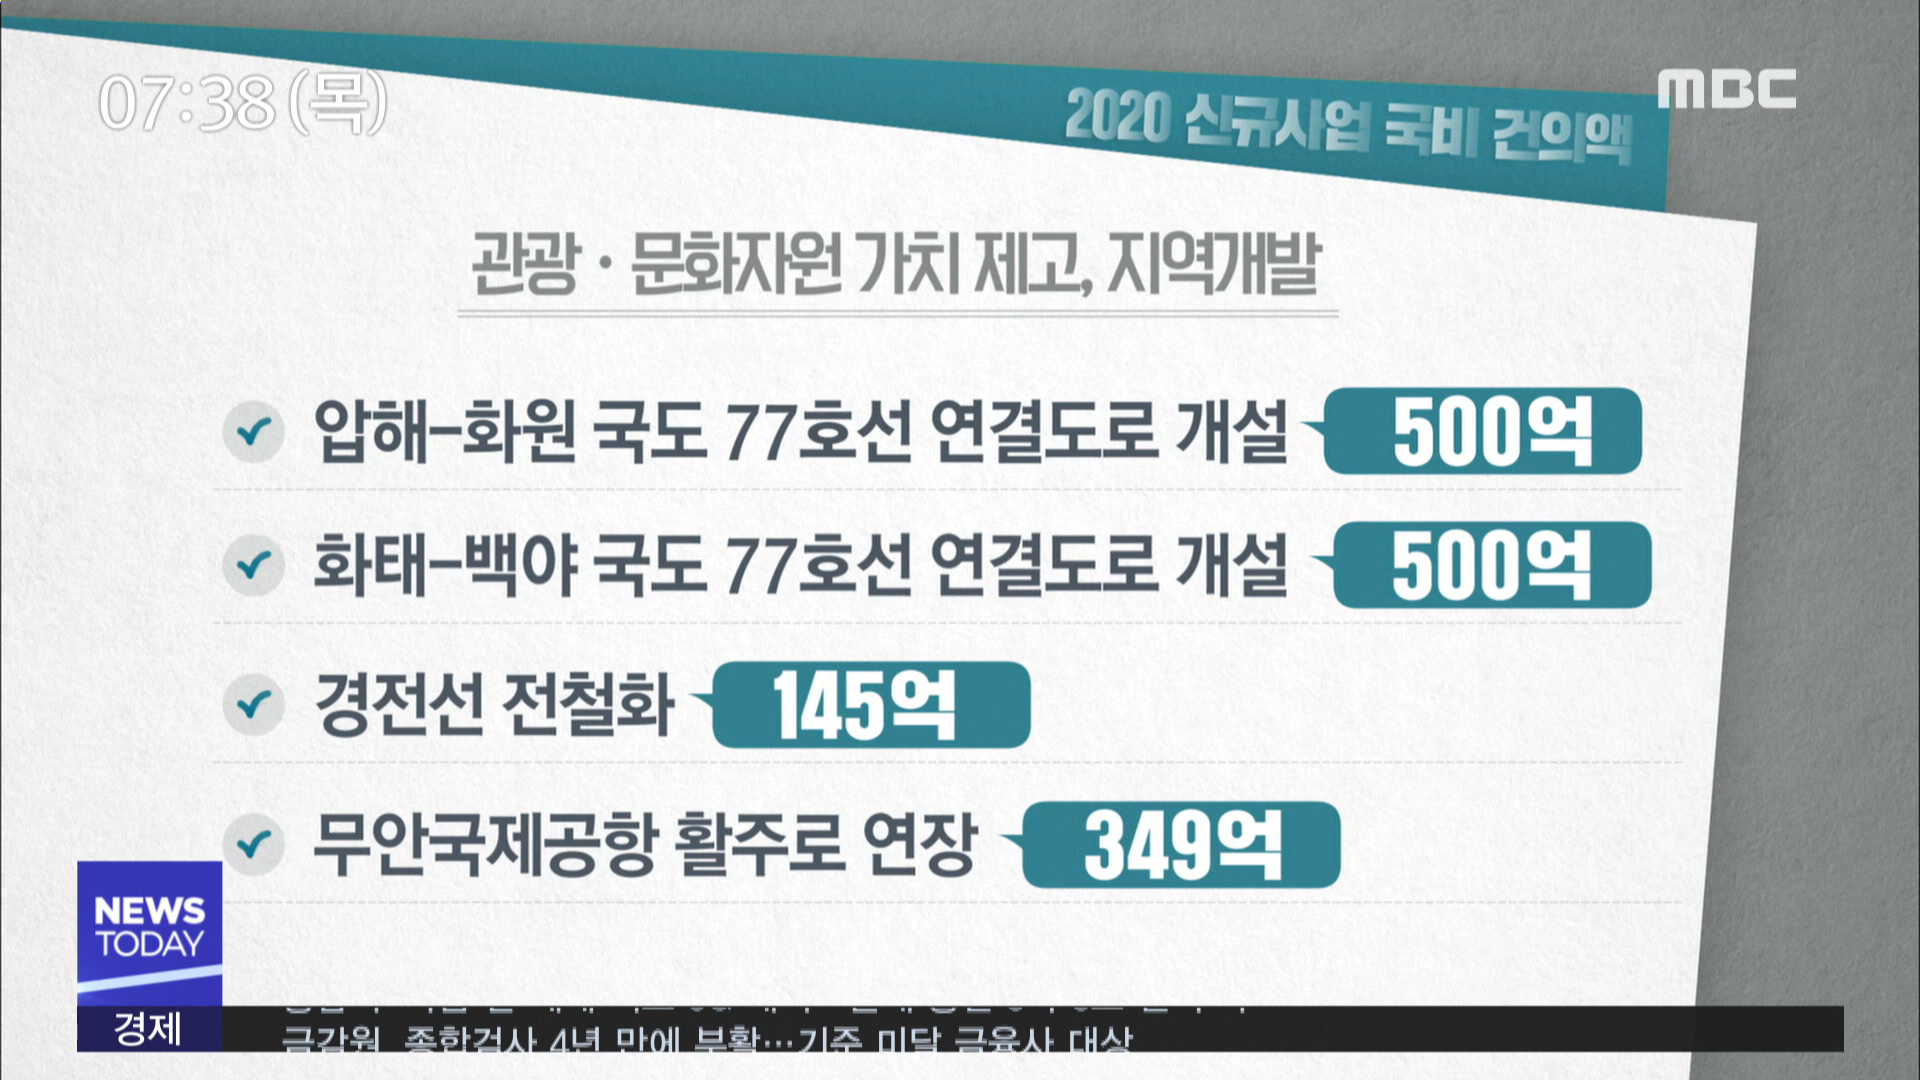 07:38(목)
MBC
2020 신규사업 국비 건의액
관광·문화자원 가치 제고, 지역개발
압해-화원 국도 77호선 연결도로 개설 500억
화태-백야 국도 77호선 연결도로 개설 500억
경전선 전철화 145억
무안국제공항 활주로 연장 349억
NEWS
TODAY
경제
금감원, 종합검사 4년 만에 부활…기준 미달 금융사 대상